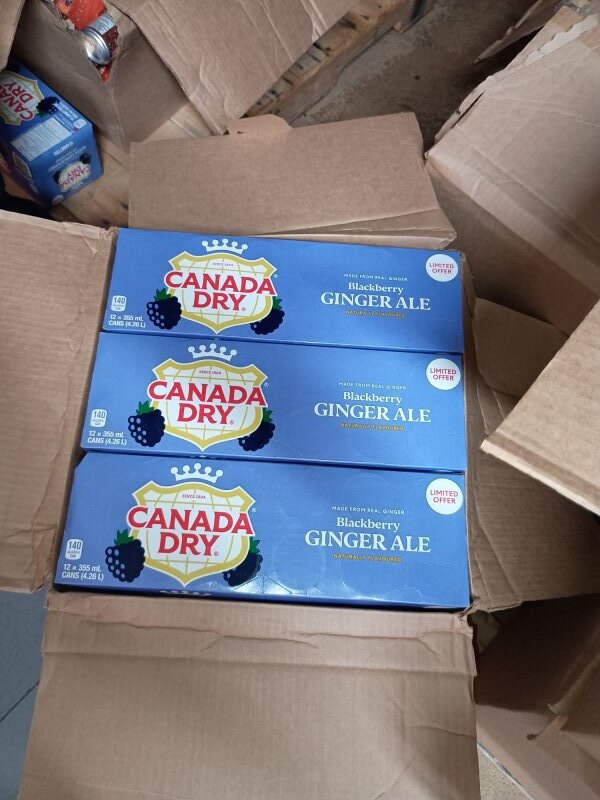 CANADA
DRY
CANADA
DRY
SINCE 1904
CANADA
DRY®
140
12 x 355 mL
CANS (4.26 L)
MADE FROM REAL GINGER
Blackberry
GINGER ALE
NATURALLY FLAVOURED
LIMITED
OFFER
SINCE 1904
CANADA
DRY®
140
12 x 355 mL
CANS (4.26 L)
MADE FROM REAL GINGER
Blackberry
GINGER ALE
NATURALLY FLAVOURED
LIMITED
OFFER
SINCE 1904
CANADA
DRY®
140
12 x 355 mL
CANS (4.26 L)
MADE FROM REAL GINGER
Blackberry
GINGER ALE
NATURALLY FLAVOURED
LIMITED
OFFER